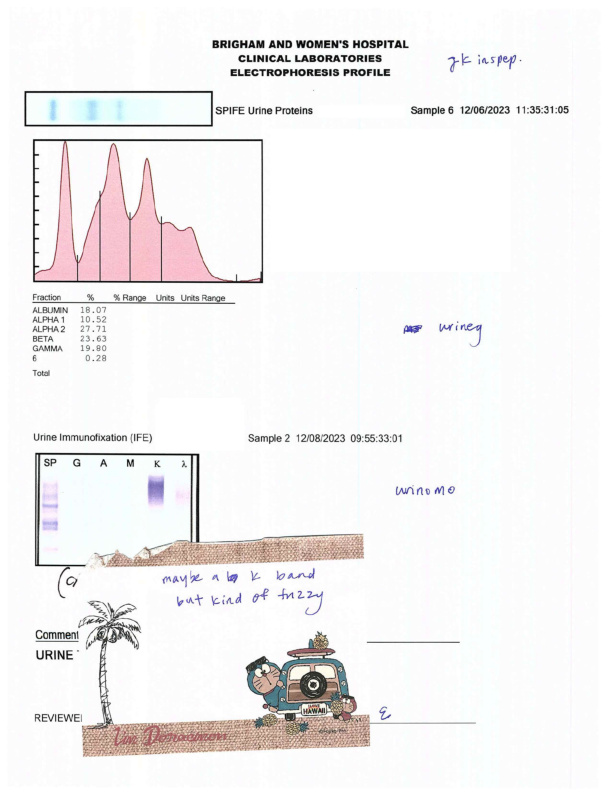 BRIGHAM AND WOMEN'S HOSPITAL
CLINICAL LABORATORIES
ELECTROPHORESIS PROFILE
SPIFE Urine Proteins Sample 6 12/06/2023 11:35:31:05
Fraction % % Range Units Units Range
ALBUMIN 18.07
ALPHA 1 10.52
ALPHA 2 27.71
BETA 23.63
GAMMA 19.80
6 0.28
Total
urineg
Urine Immunofixation (IFE) Sample 2 12/08/2023 09:55:33:01
SP G A M K λ
urinomo
maybe a K band
but kind of fuzzy
Comment
URINE
I LOVE
HAWAII
REVIEWE
I'm Doraemon